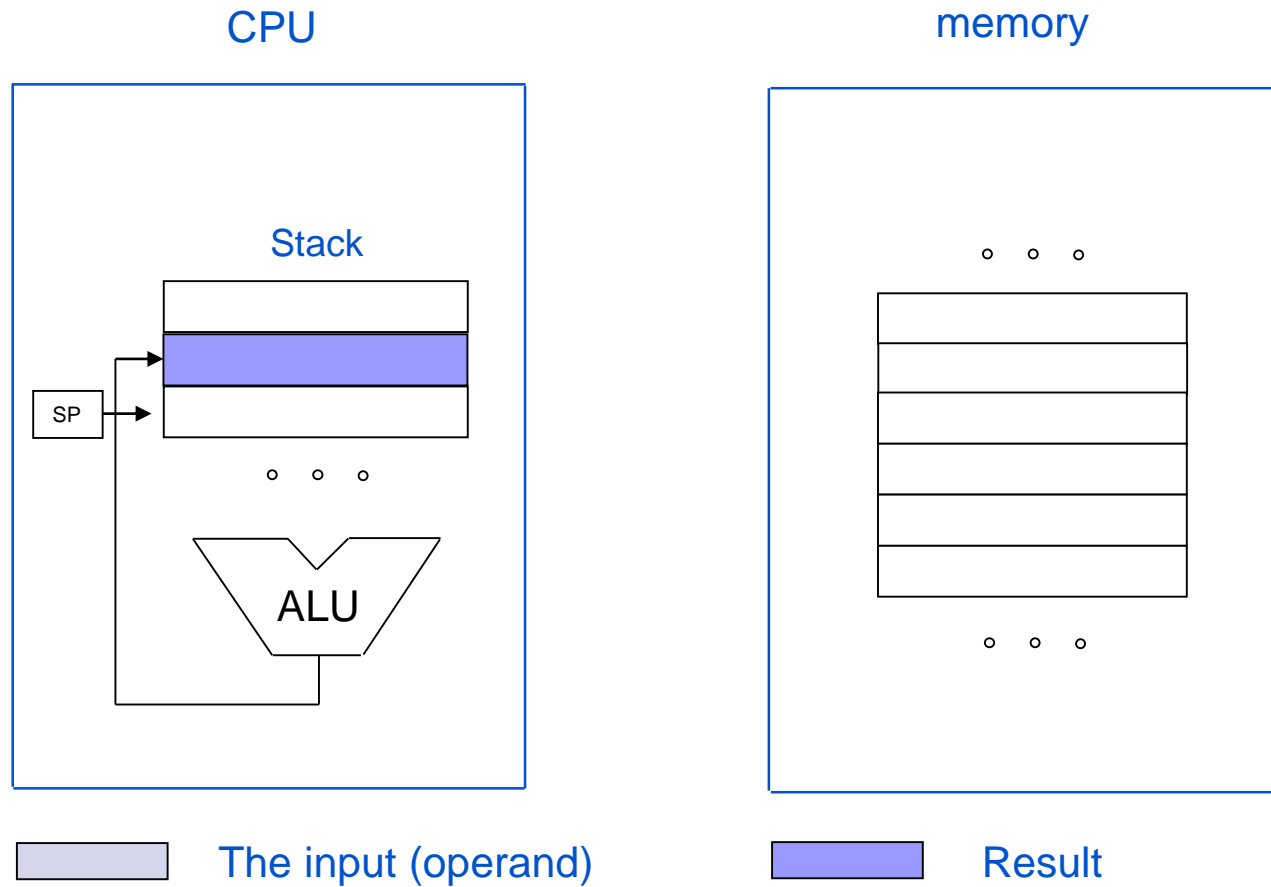 CPU
memory
Stack
SP
ALU
The input (operand)
Result